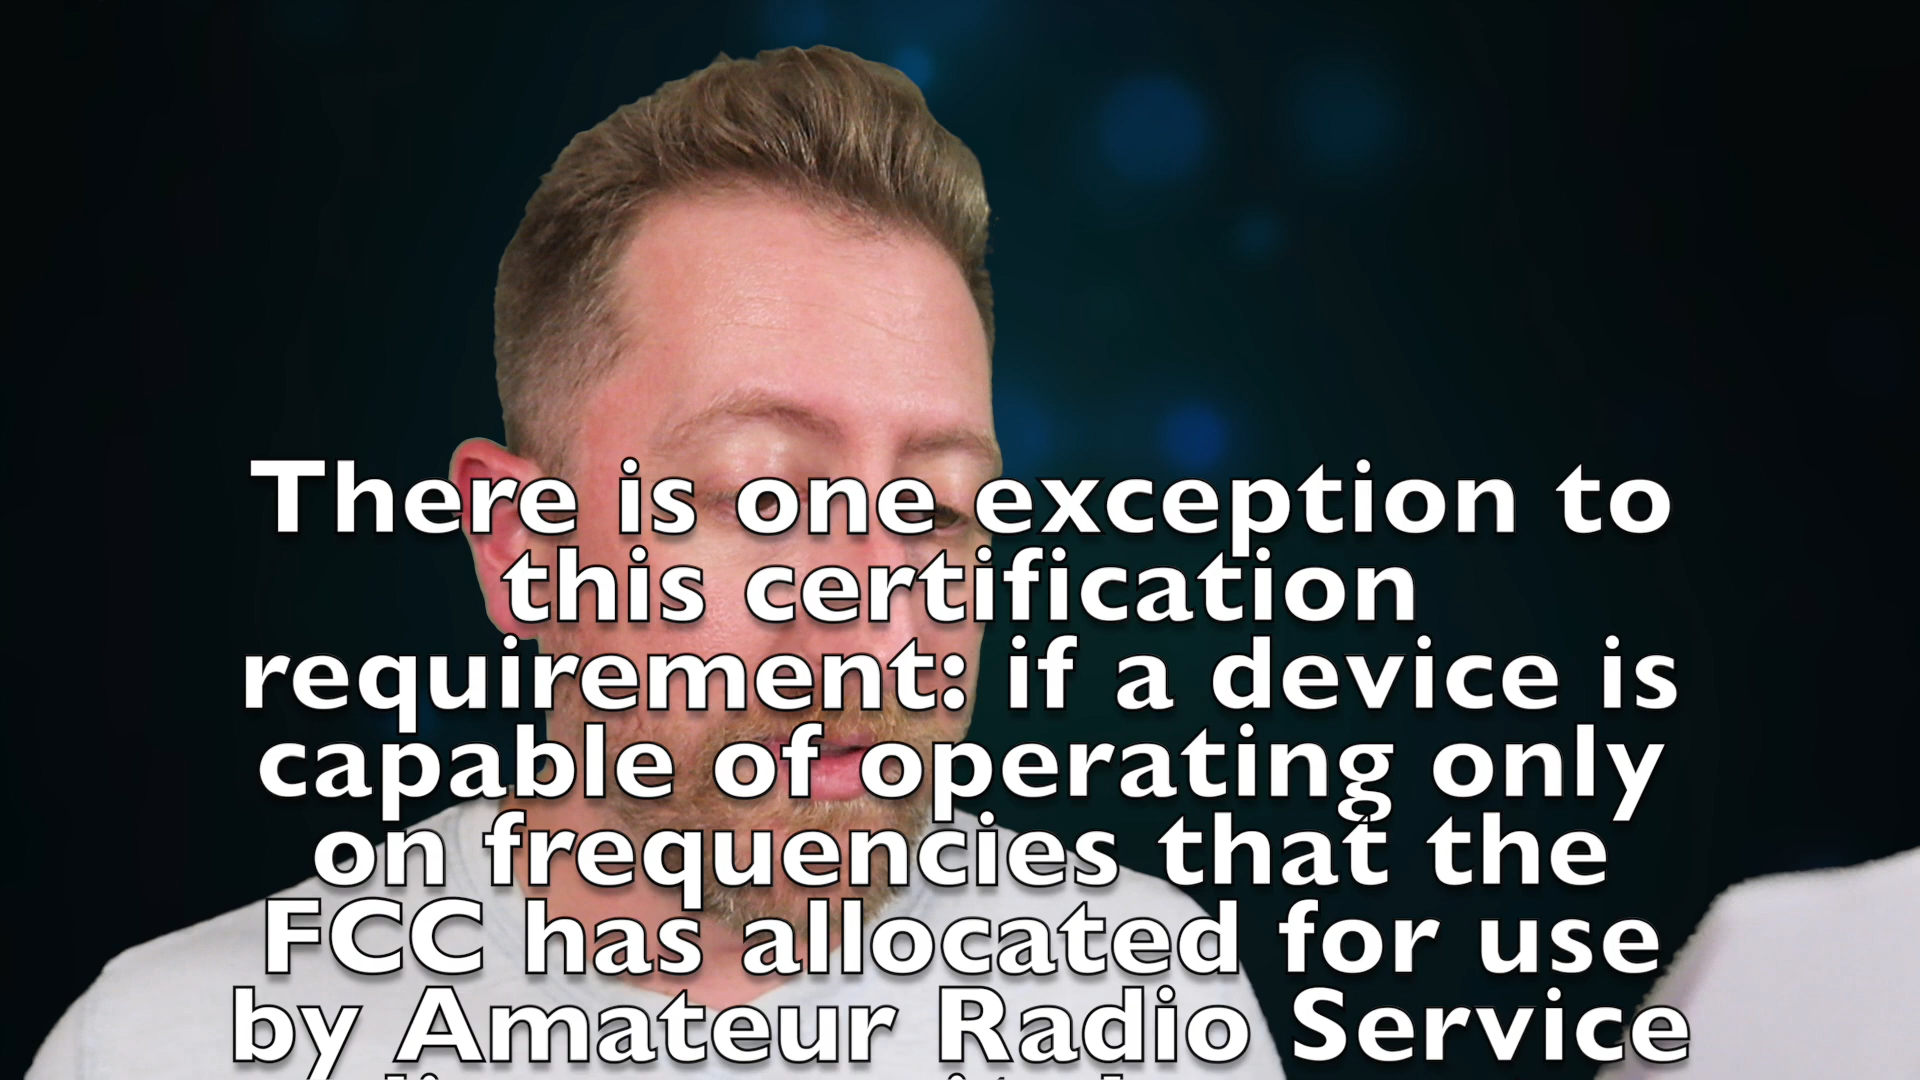 There is one exception to
this certification
requirement: if a device is
capable of operating only
on frequencies that the
FCC has allocated for use
by Amateur Radio Service